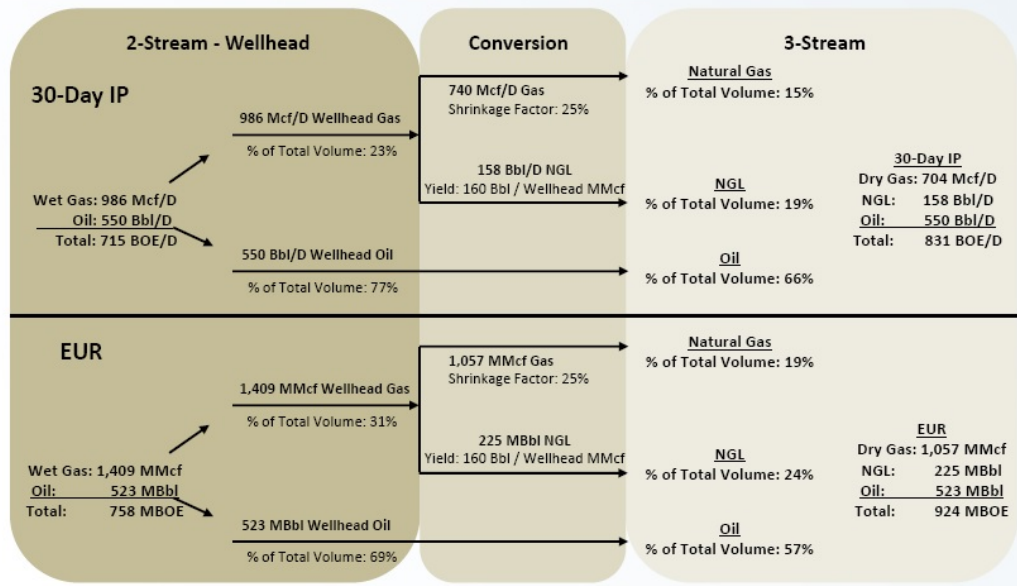 2-Stream - Wellhead
Conversion
3-Stream
30-Day IP
Wet Gas: 986 Mcf/D
Oil: 550 Bbl/D
Total: 715 BOE/D
986 Mcf/D Wellhead Gas
% of Total Volume: 23%
550 Bbl/D Wellhead Oil
% of Total Volume: 77%
740 Mcf/D Gas
Shrinkage Factor: 25%
158 Bbl/D NGL
Yield: 160 Bbl / Wellhead MMcf
Natural Gas
% of Total Volume: 15%
NGL
% of Total Volume: 19%
Oil
% of Total Volume: 66%
30-Day IP
Dry Gas: 704 Mcf/D
NGL: 158 Bbl/D
Oil: 550 Bbl/D
Total: 831 BOE/D
EUR
Wet Gas: 1,409 MMcf
Oil: 523 MBbl
Total: 758 MBOE
1,409 MMcf Wellhead Gas
% of Total Volume: 31%
523 MBbl Wellhead Oil
% of Total Volume: 69%
1,057 MMcf Gas
Shrinkage Factor: 25%
225 MBbl NGL
Yield: 160 Bbl / Wellhead MMcf
Natural Gas
% of Total Volume: 19%
NGL
% of Total Volume: 24%
Oil
% of Total Volume: 57%
EUR
Dry Gas: 1,057 MMcf
NGL: 225 MBbl
Oil: 523 MBbl
Total: 924 MBOE